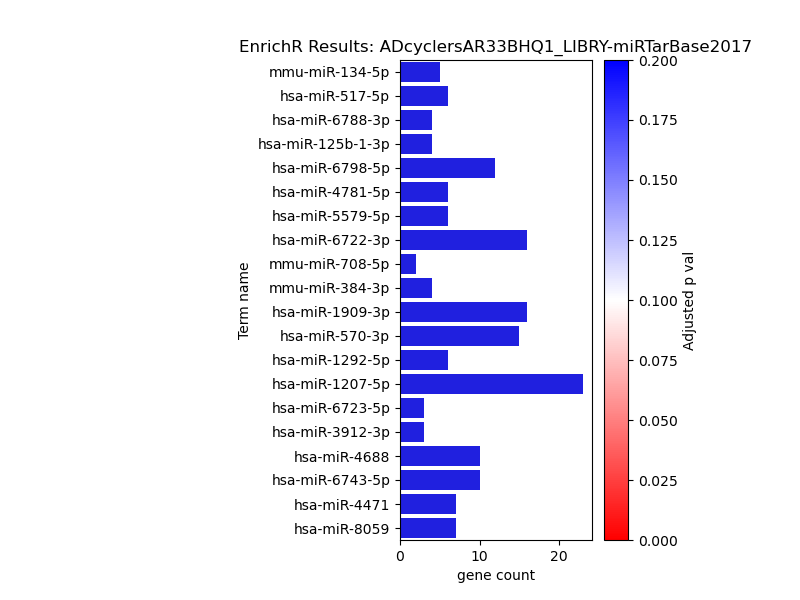 EnrichR Results: ADcyclersAR33BHQ1_LIBRY-miRTarBase2017
Term name
mmu-miR-134-5p
hsa-miR-517-5p
hsa-miR-6788-3p
hsa-miR-125b-1-3p
hsa-miR-6798-5p
hsa-miR-4781-5p
hsa-miR-5579-5p
hsa-miR-6722-3p
mmu-miR-708-5p
mmu-miR-384-3p
hsa-miR-1909-3p
hsa-miR-570-3p
hsa-miR-1292-5p
hsa-miR-1207-5p
hsa-miR-6723-5p
hsa-miR-3912-3p
hsa-miR-4688
hsa-miR-6743-5p
hsa-miR-4471
hsa-miR-8059
0 10 20
gene count
0.200
0.175
0.150
0.125
0.100
0.075
0.050
0.025
0.000
Adjusted p val